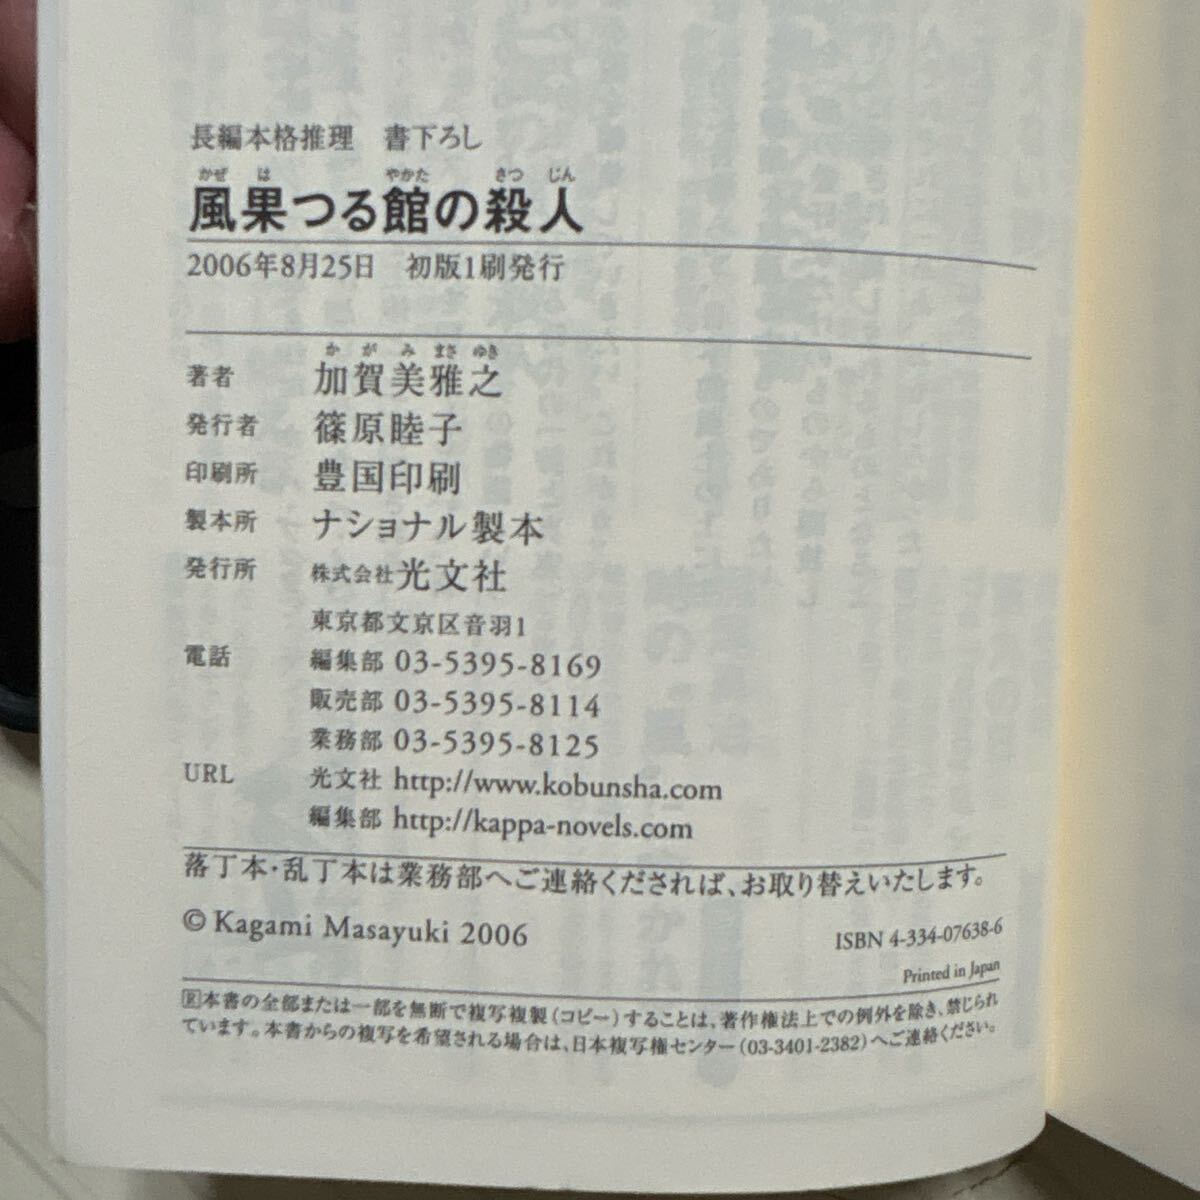 長編本格推理　書下ろし
かぜ は やかた さつ じん
風果つる館の殺人
2006年8月25日　初版1刷発行
か が み まさ ゆき
著者　加賀美雅之
発行者　篠原睦子
印刷所　豊国印刷
製本所　ナショナル製本
発行所　株式会社光文社
東京都文京区音羽1
電話　編集部 03-5395-8169
販売部 03-5395-8114
業務部 03-5395-8125
URL　光文社 http://www.kobunsha.com
編集部 http://kappa-novels.com
落丁本・乱丁本は業務部へご連絡くだされば、お取り替えいたします。
© Kagami Masayuki 2006
ISBN 4-334-07638-6
Printed in Japan
Ⓡ本書の全部または一部を無断で複写複製(コピー)することは、著作権法上での例外を除き、禁じられ
ています。本書からの複写を希望される場合は、日本複写権センター(03-3401-2382)へご連絡ください。